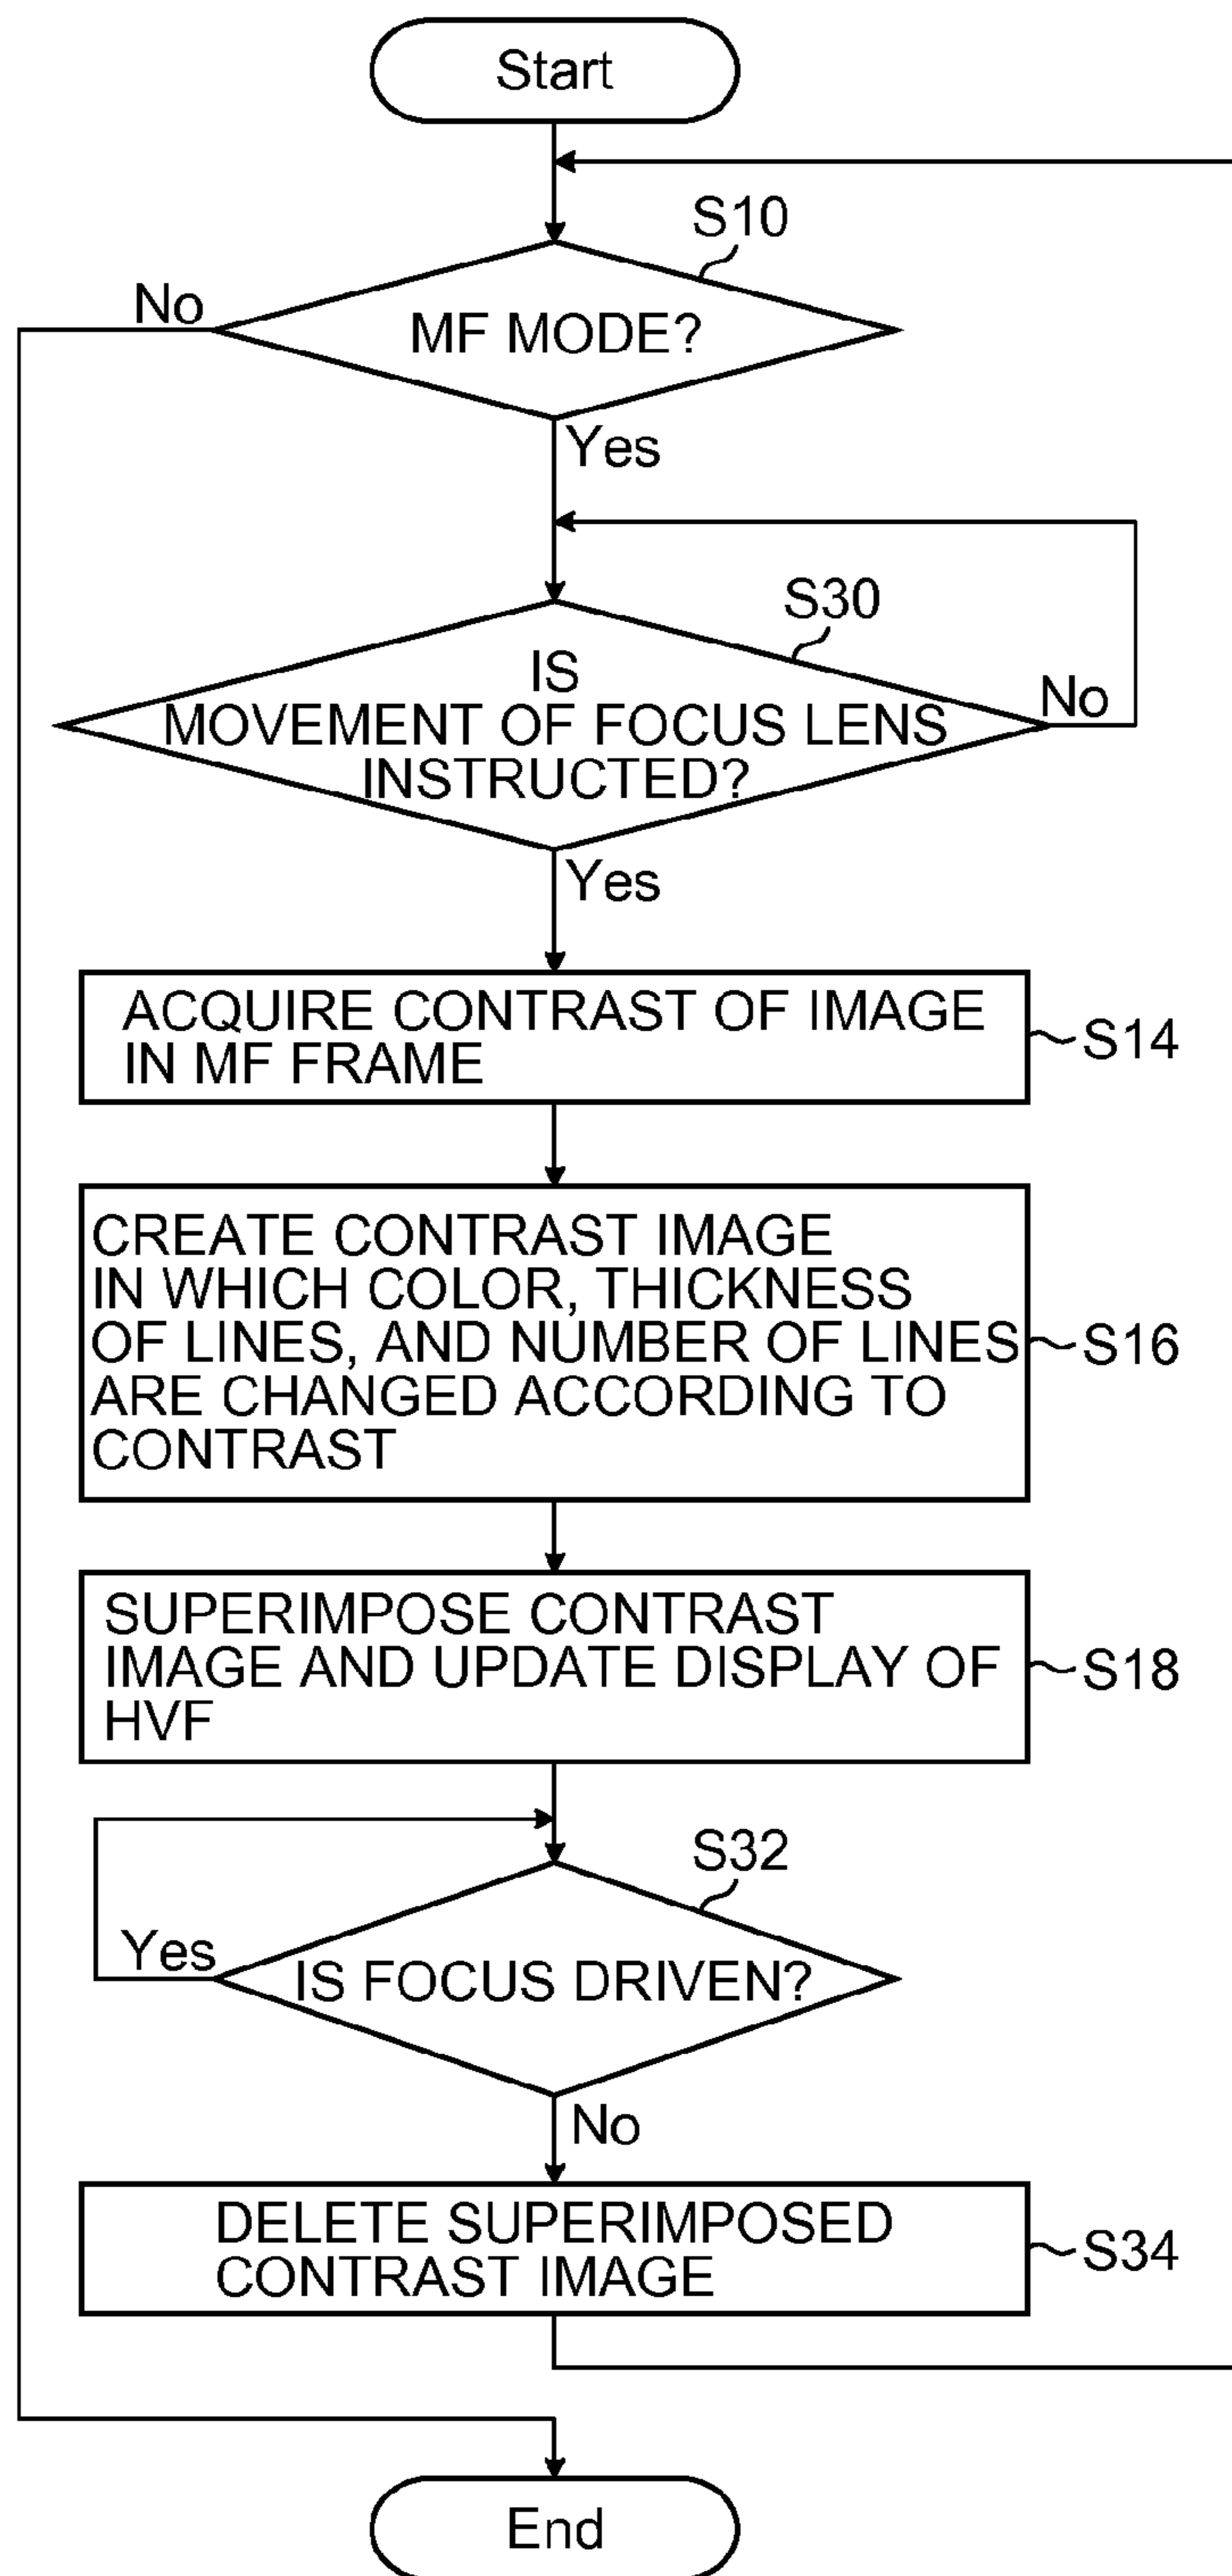 Start
S10
No
MF MODE?
Yes
S30
IS
MOVEMENT OF FOCUS LENS
INSTRUCTED?
No
Yes
ACQUIRE CONTRAST OF IMAGE
IN MF FRAME
S14
CREATE CONTRAST IMAGE
IN WHICH COLOR, THICKNESS
OF LINES, AND NUMBER OF LINES
ARE CHANGED ACCORDING TO
CONTRAST
S16
SUPERIMPOSE CONTRAST
IMAGE AND UPDATE DISPLAY OF
HVF
S18
S32
Yes
IS FOCUS DRIVEN?
No
DELETE SUPERIMPOSED
CONTRAST IMAGE
S34
End